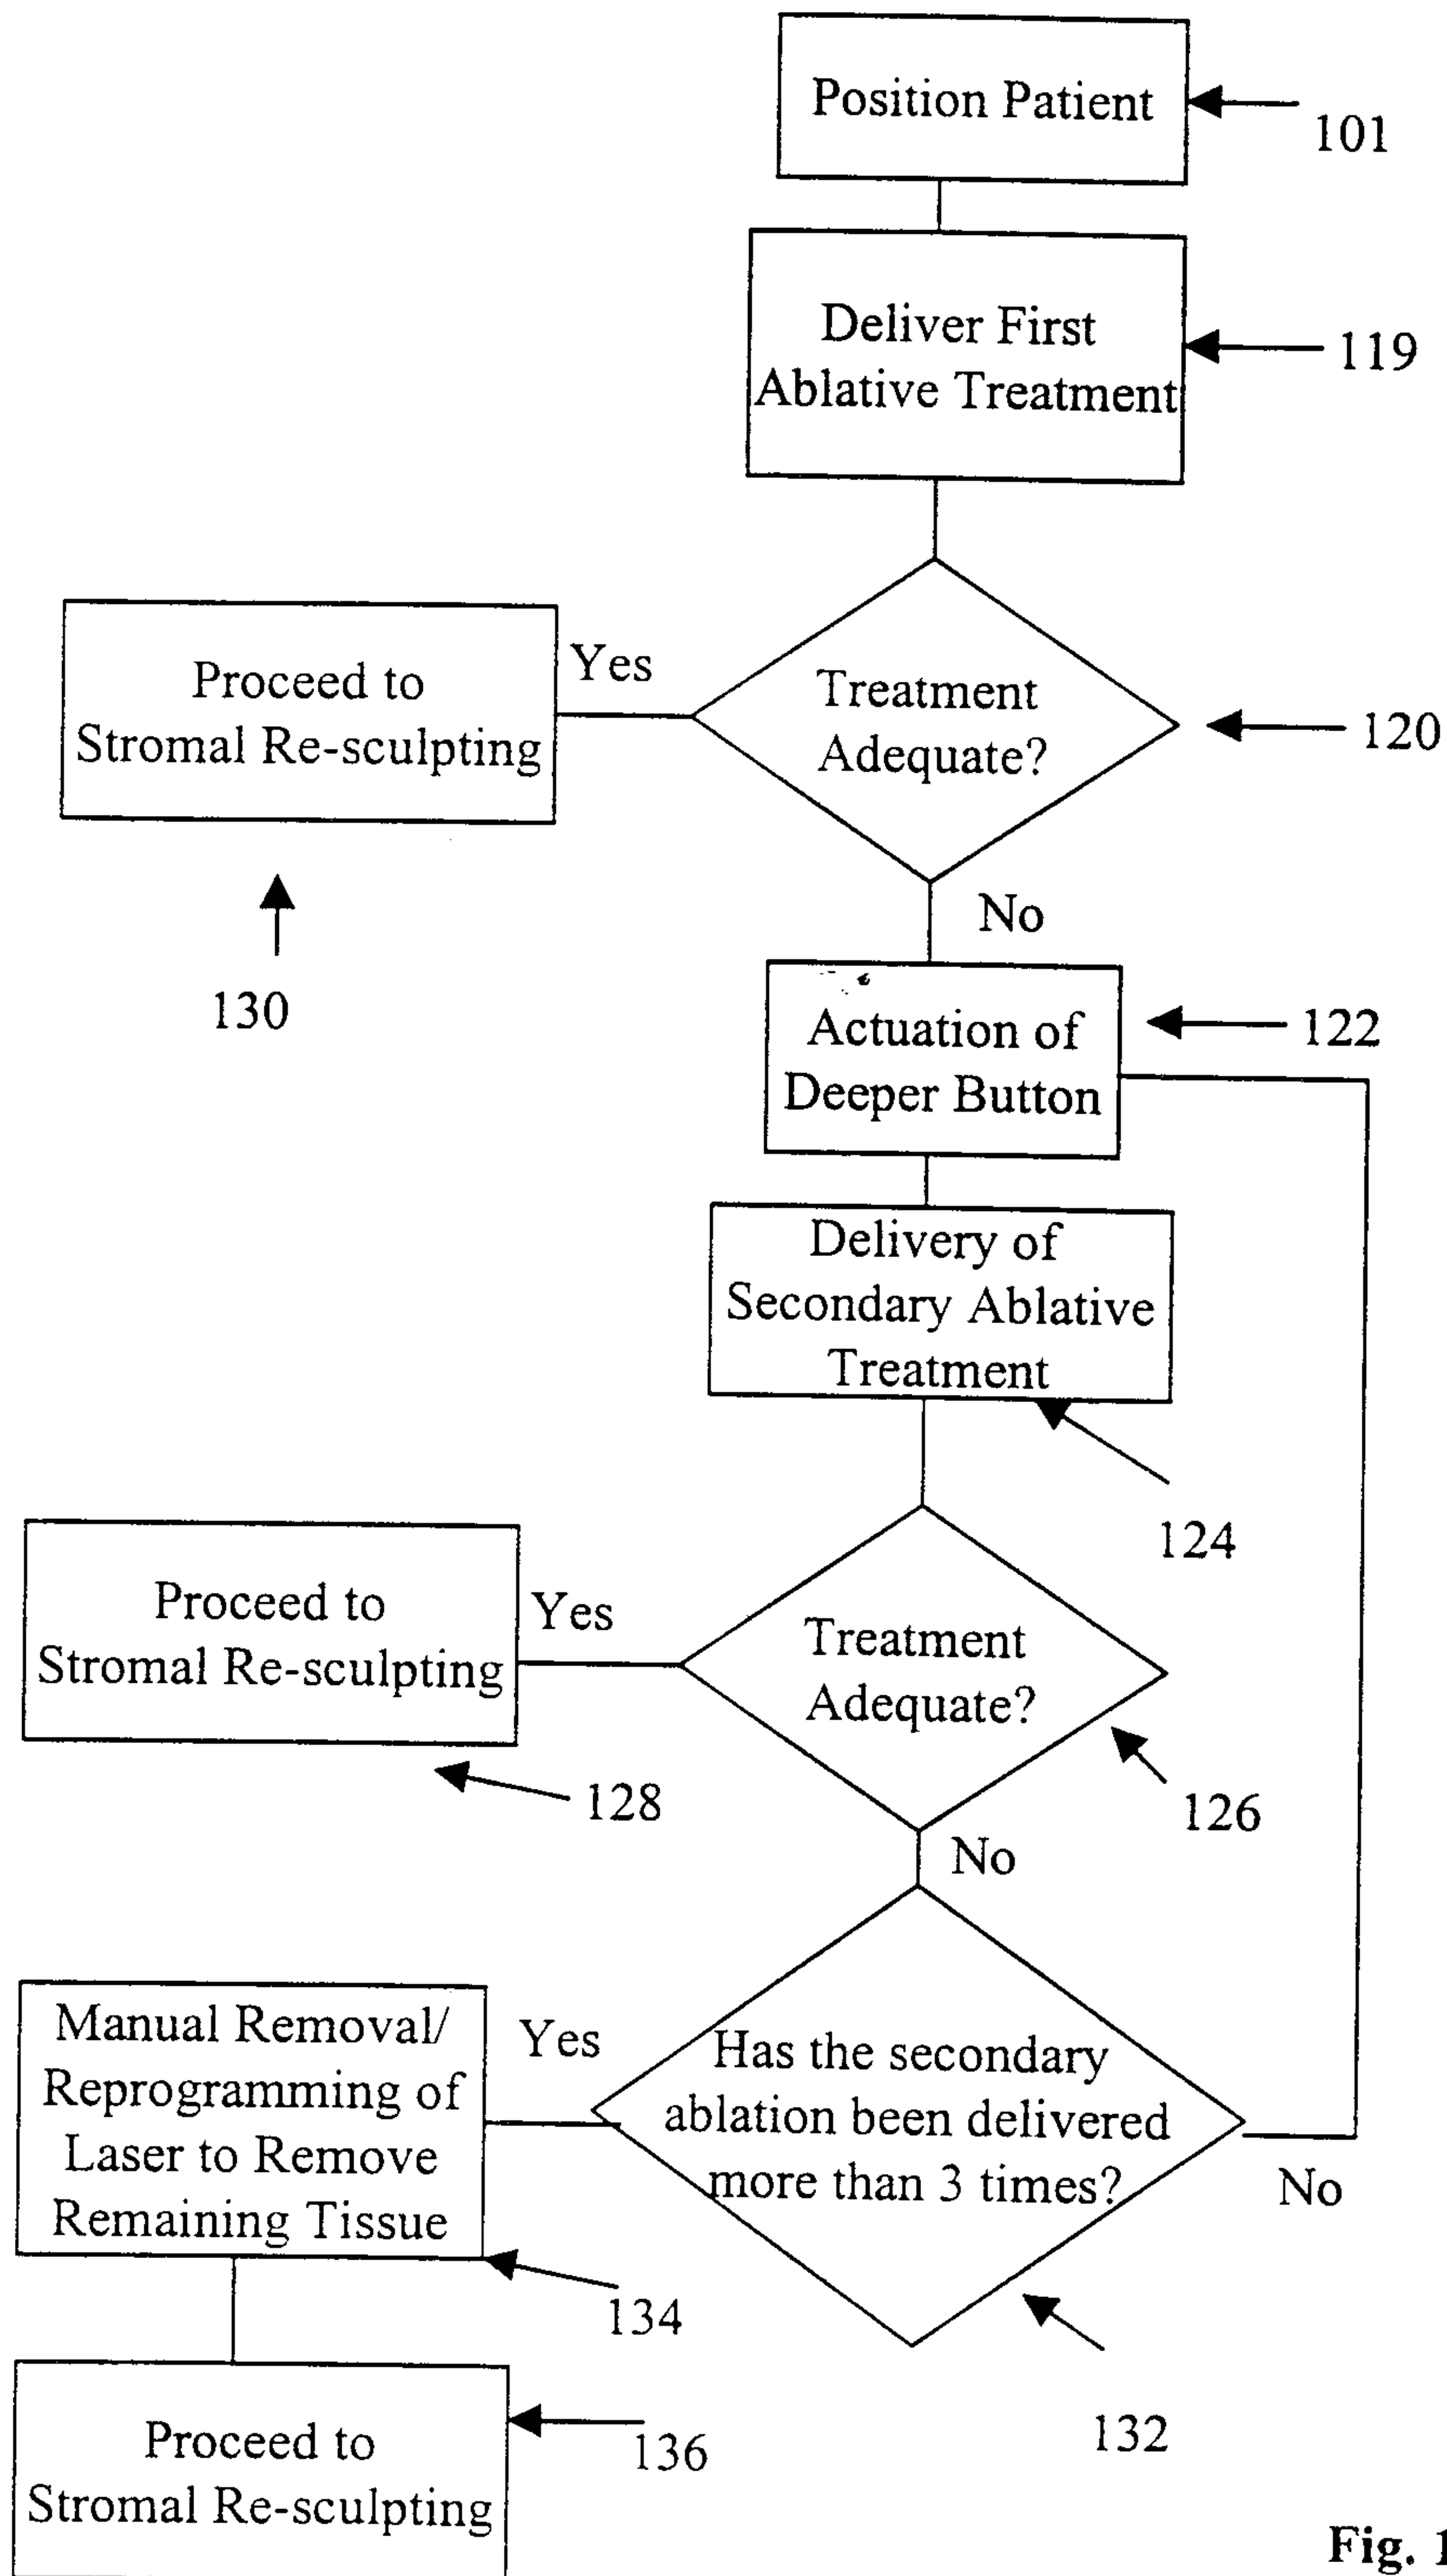 Position Patient
101
Deliver First
Ablative Treatment
119
Proceed to
Stromal Re-sculpting
Yes
Treatment
Adequate?
120
130
No
Actuation of
Deeper Button
122
Delivery of
Secondary Ablative
Treatment
124
Proceed to
Stromal Re-sculpting
Yes
Treatment
Adequate?
128
126
No
Manual Removal/
Reprogramming of
Laser to Remove
Remaining Tissue
Yes
Has the secondary
ablation been delivered
more than 3 times?
No
134
132
Proceed to
Stromal Re-sculpting
136
Fig. 1